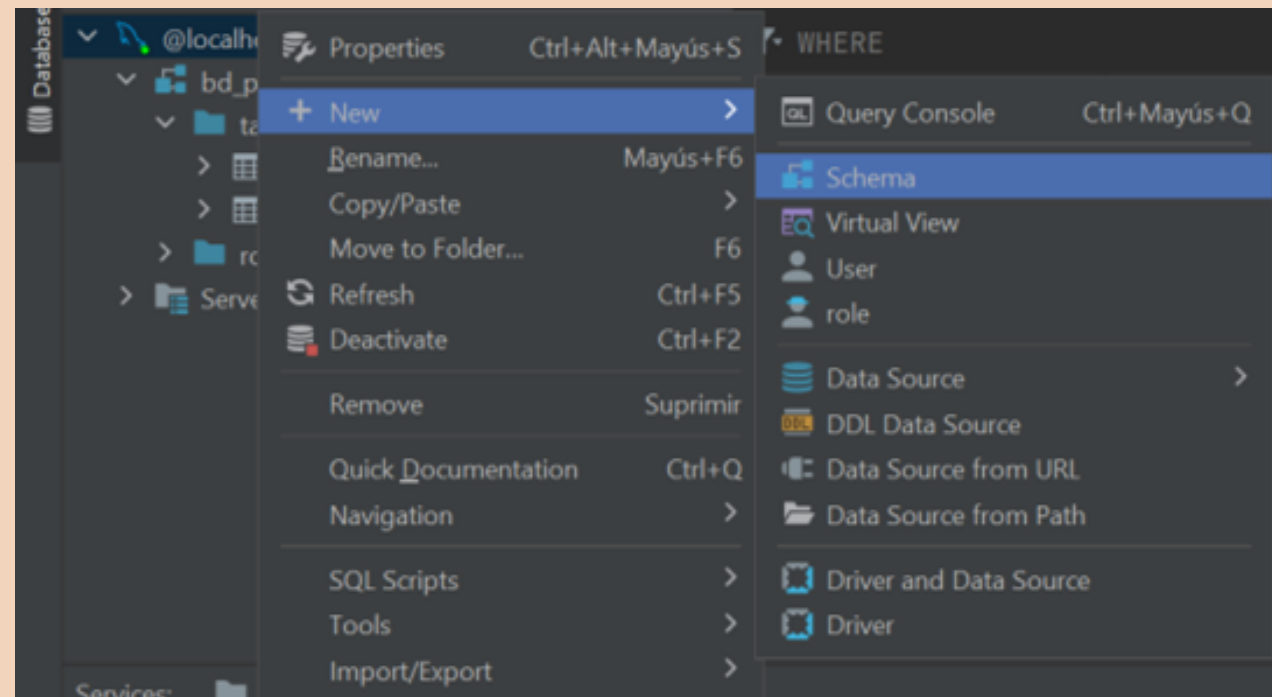 Database
@localh
bd_p
ta
ro
Serve
Services:
Properties Ctrl+Alt+Mayús+S
New
Rename... Mayús+F6
Copy/Paste
Move to Folder... F6
Refresh Ctrl+F5
Deactivate Ctrl+F2
Remove Suprimir
Quick Documentation Ctrl+Q
Navigation
SQL Scripts
Tools
Import/Export
WHERE
Query Console Ctrl+Mayús+Q
Schema
Virtual View
User
role
Data Source
DDL Data Source
Data Source from URL
Data Source from Path
Driver and Data Source
Driver